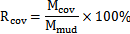 R_cov = M_cov / M_mud × 100%